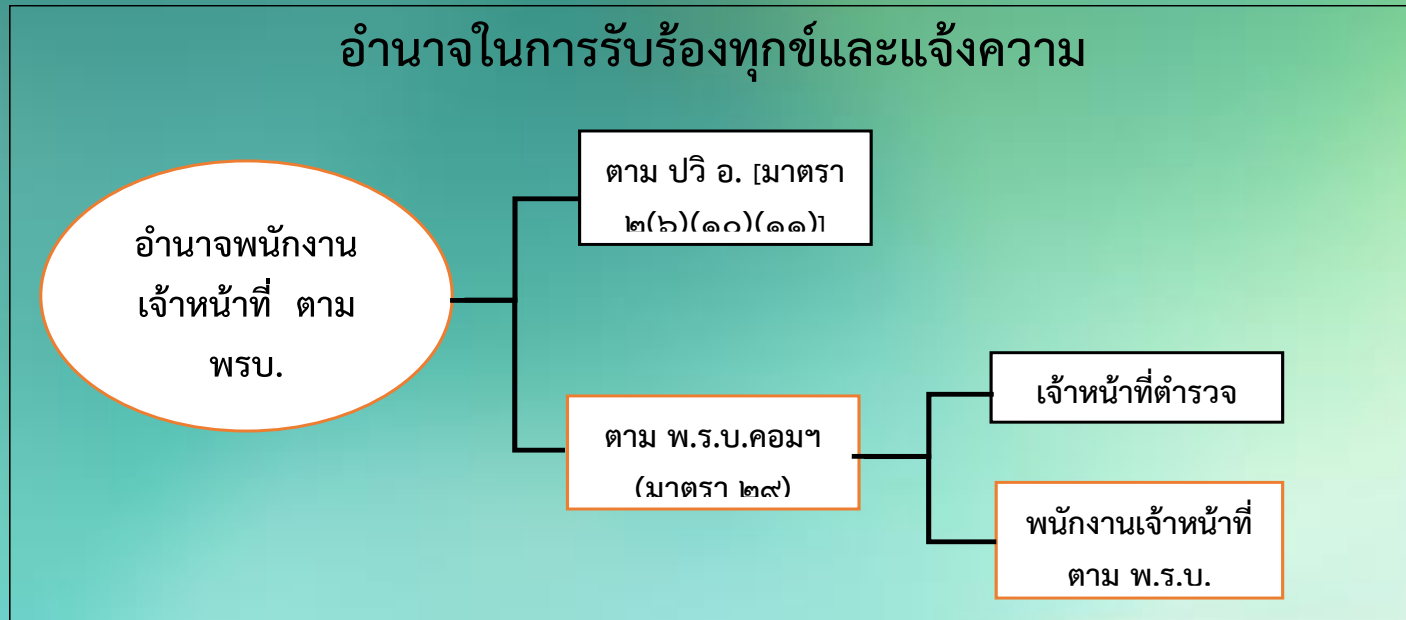 อำนาจในการรับร้องทุกข์และแจ้งความ
อำนาจพนักงาน
เจ้าหน้าที่ ตาม
พรบ.
ตาม ปวิ อ. [มาตรา
๒(๖)(๑๐)(๑๑)]
ตาม พ.ร.บ.คอมฯ
(มาตรา ๒๙)
เจ้าหน้าที่ตำรวจ
พนักงานเจ้าหน้าที่
ตาม พ.ร.บ.